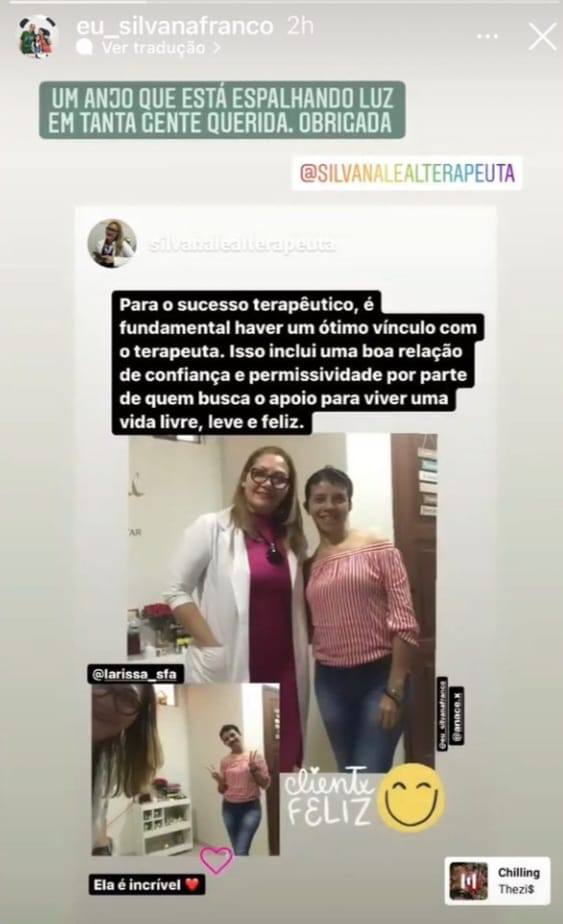 eu_silvanafranco 2h
Ver tradução >
UM ANJO QUE ESTÁ ESPALHANDO LUZ
EM TANTA GENTE QUERIDA. OBRIGADA
@SILVANALEALTERAPEUTA
silvanalealterapeuta
Para o sucesso terapêutico, é
fundamental haver um ótimo vínculo com
o terapeuta. Isso inclui uma boa relação
de confiança e permissividade por parte
de quem busca o apoio para viver uma
vida livre, leve e feliz.
@larissa_sfa
@eu_silvanafranco
@anace.x
cliente
FELIZ
Ela é incrível ❤️
Chilling
Thezi$